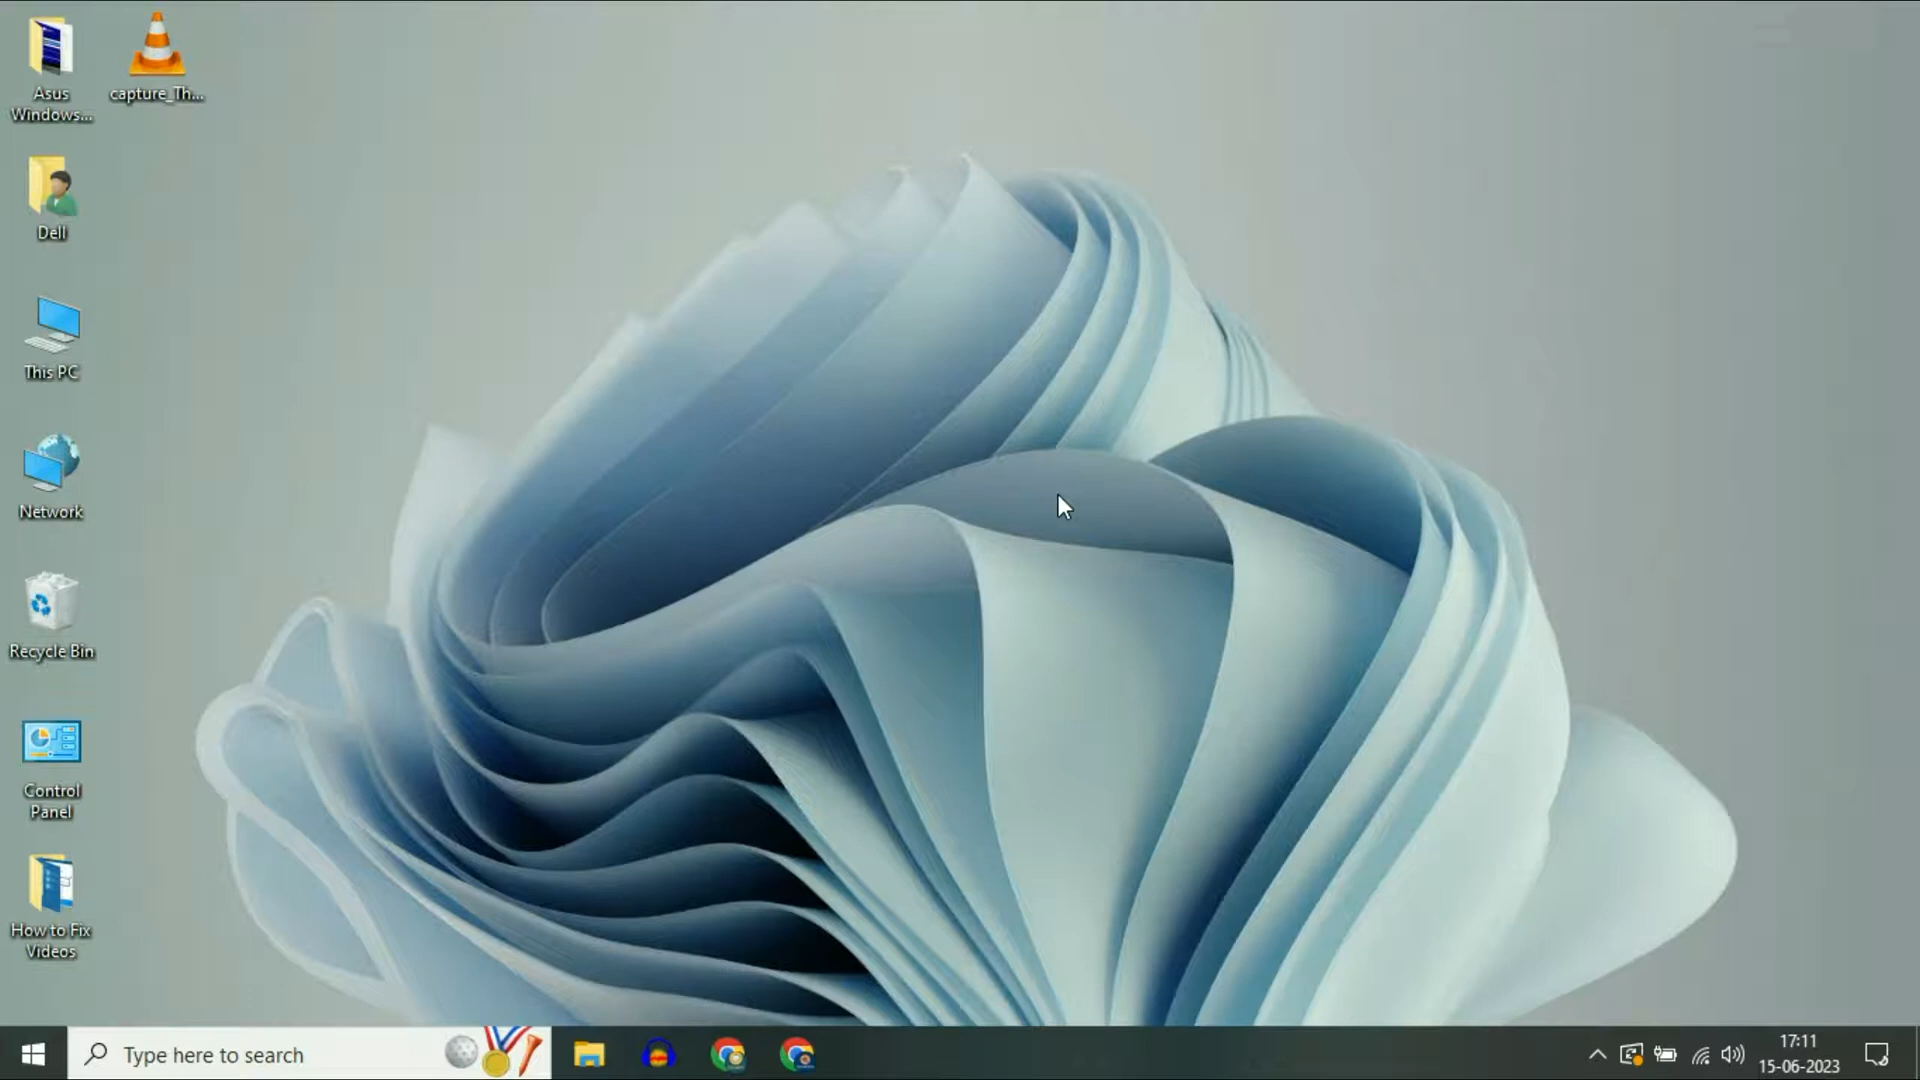 Asus
Windows...
capture_Th...
Dell
This PC
Network
Recycle Bin
Control
Panel
How to Fix
Videos
Type here to search
17:11
15-06-2023